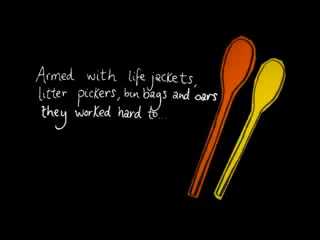 Armed with life jackets,
litter pickers, bin bags and oars
they worked hard to...